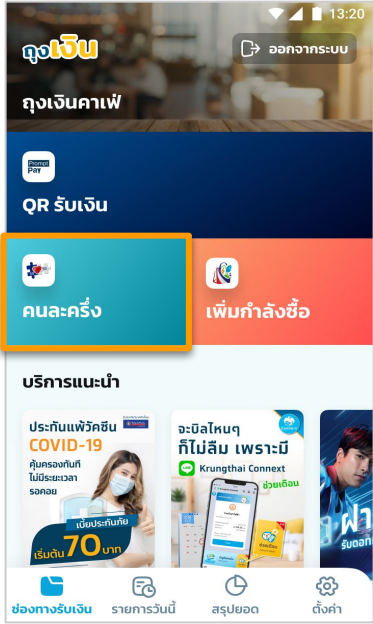 13:20
ถุงเงิน
ออกจากระบบ
ถุงเงินคาเฟ่
Prompt
Pay
QR รับเงิน
คนละครึ่ง
เพิ่มกำลังซื้อ
บริการแนะนำ
ประกันแพ้วัคซีน
COVID-19
คุ้มครองทันที
ไม่มีระยะเวลา
รอคอย
เบี้ยประกันภัย
เริ่มต้น 70 บาท
จะบิลไหนๆ
ก็ไม่ลืม เพราะมี
LINE Krungthai Connext
ช่วยเตือน
ฝา
รับดอก
ช่องทางรับเงิน
รายการวันนี้
สรุปยอด
ตั้งค่า